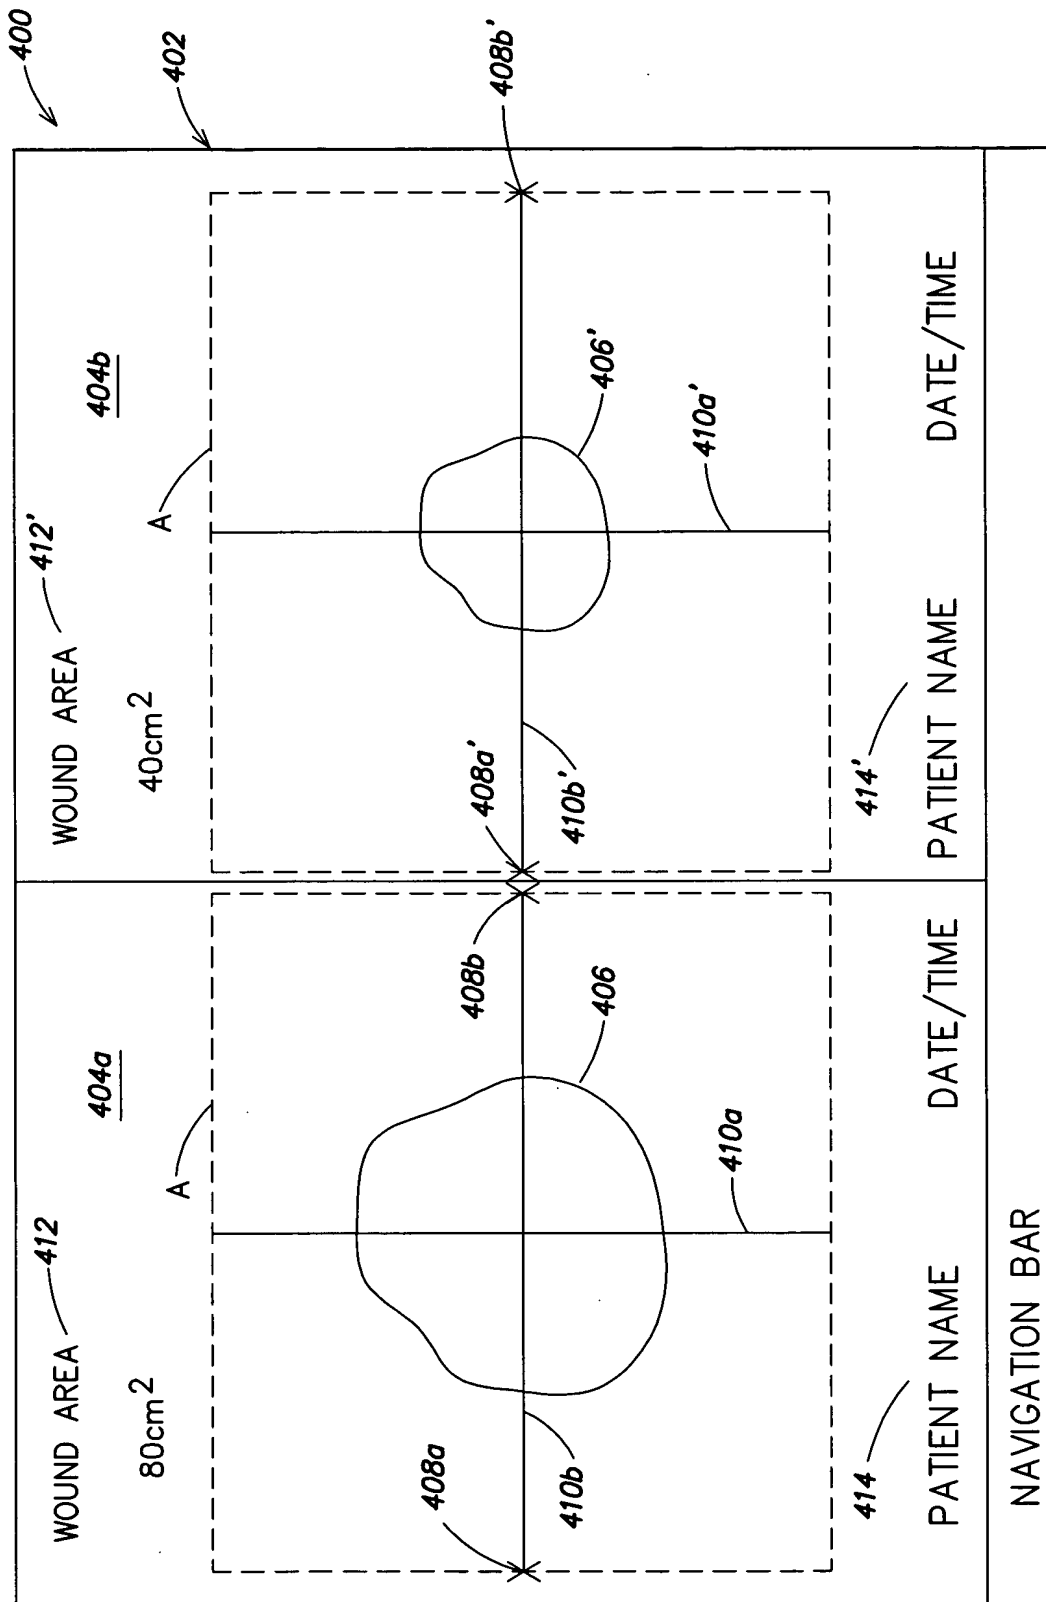 400
402
WOUND AREA 412
80cm2
404a
A
408a
410b
408b
406
410a
414
PATIENT NAME
DATE/TIME
WOUND AREA 412'
40cm2
404b
A
408a'
410b'
408b'
406'
410a'
414'
PATIENT NAME
DATE/TIME
NAVIGATION BAR